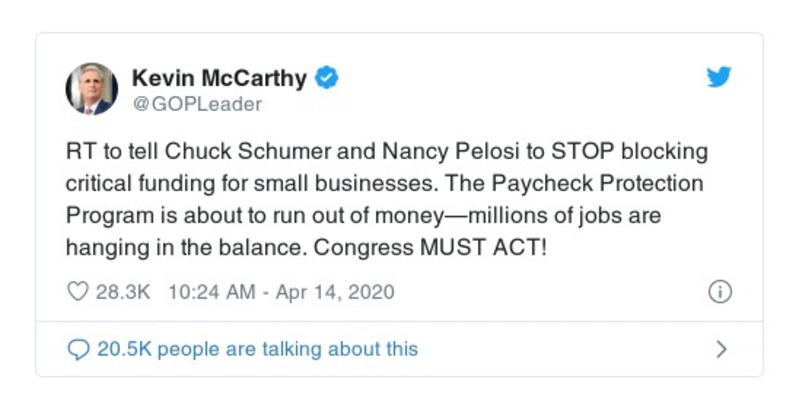 Kevin McCarthy
@GOPLeader
RT to tell Chuck Schumer and Nancy Pelosi to STOP blocking
critical funding for small businesses. The Paycheck Protection
Program is about to run out of money—millions of jobs are
hanging in the balance. Congress MUST ACT!
28.3K 10:24 AM - Apr 14, 2020
20.5K people are talking about this